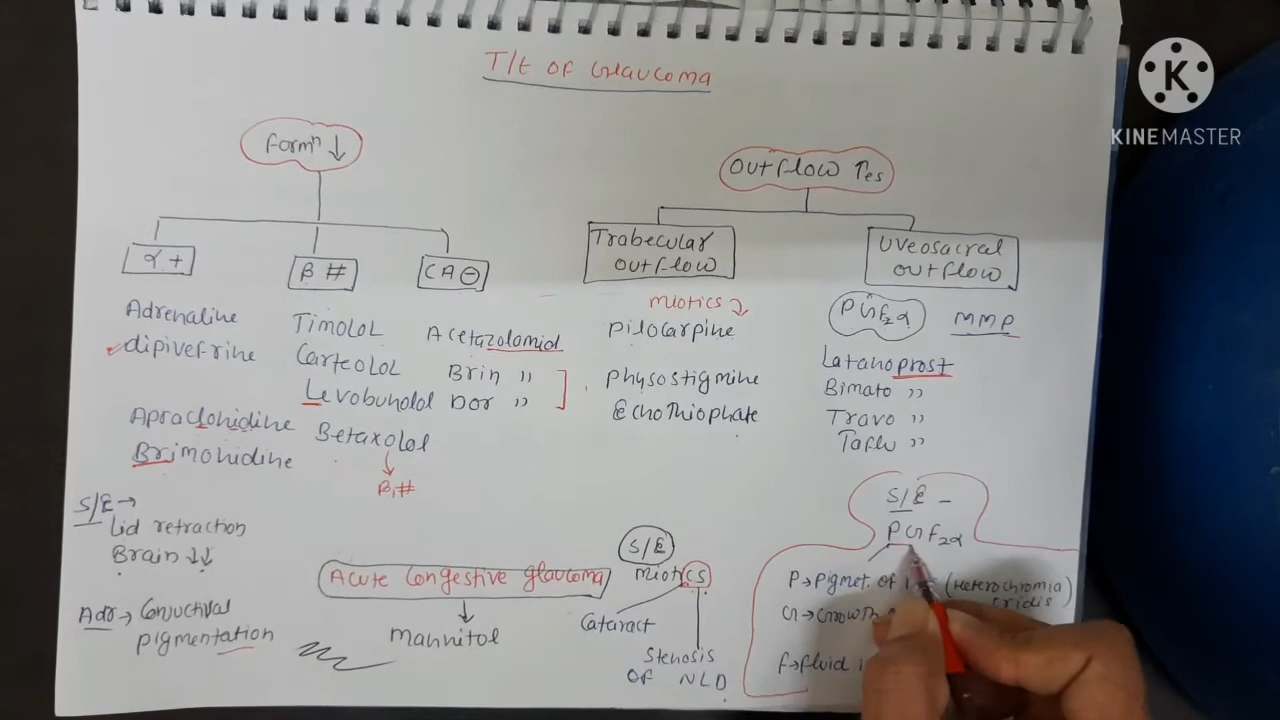 T/t OF GLAUCOMA
K
KINEMASTER
Formⁿ ↓
OUTFLOW ↑es
α +
β #
CA⊖
Trabecular
OUTFLOW
Uveosacral
OUTFLOW
Adrenaline
dipivefrine
Apraclonidine
Brimonidine
TimoloL
Carteolol
Levobunolol
Betaxolol
↓
β₁#
Acetazolamid
Brin ”
Dor ”
miotics
Pilocarpine
Physostigmine
Echothiophate
PGF₂α MMP
Latanoprost
Bimato ”
Travo ”
Taflu ”
S/E →
Lid retraction
Brain ↓↓
Adr → Conjuctival
pigmentation
Acute Congestive glaucoma
↓
Mannitol
S/E
miotics
Cataract
Stenosis
OF NLD
S/E –
PGF₂α
P→Pigmet. OF (Heterochromia
iridis
G→Growth
F→Fluid